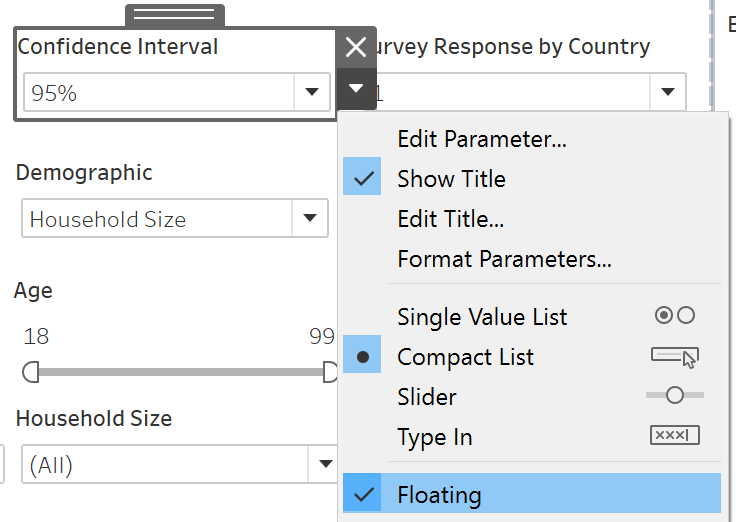 Confidence Interval
urvey Response by Country
95%
1
Edit Parameter...
Show Title
Edit Title...
Format Parameters...
Demographic
Household Size
Age
18
99
Single Value List
Compact List
Slider
Type In
xxxI
Household Size
(All)
Floating